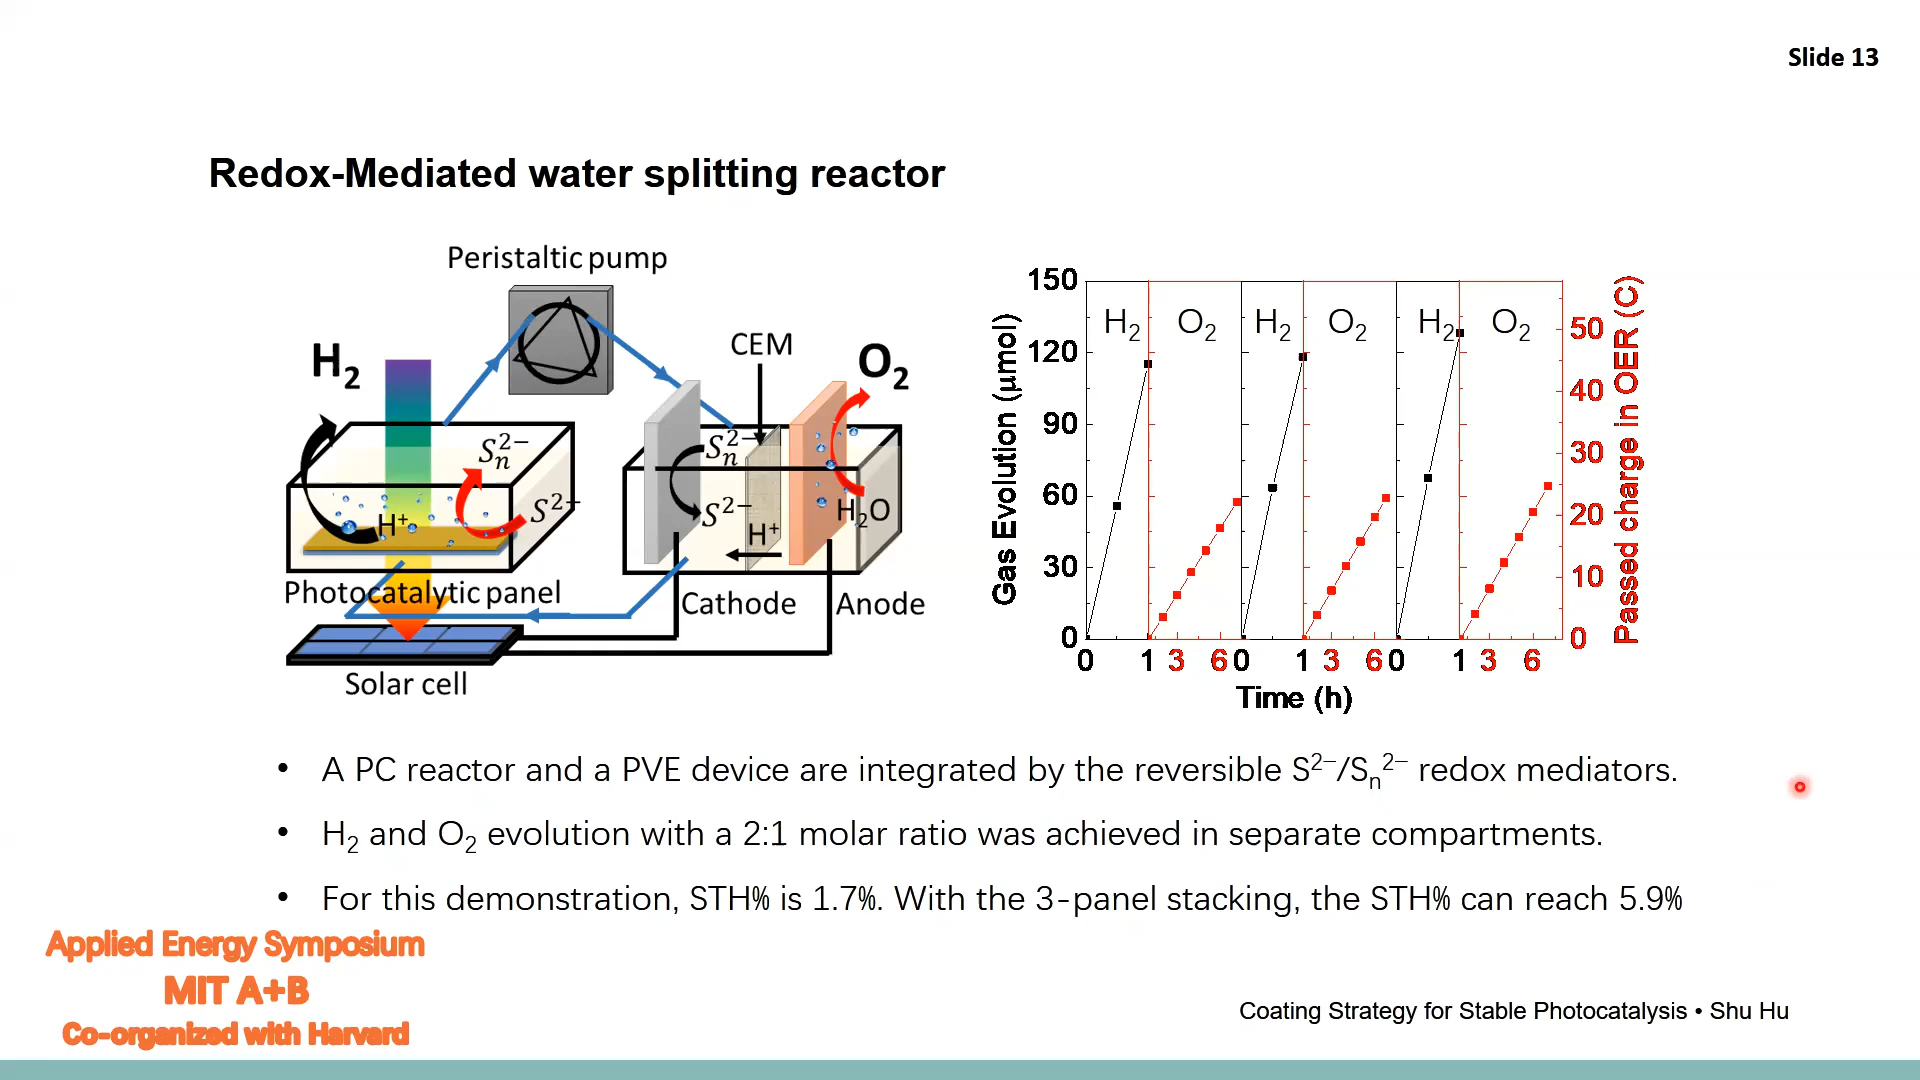 Slide 13
Redox-Mediated water splitting reactor
Peristaltic pump
CEM
H₂
O₂
Sₙ²⁻
S²⁻
H⁺
Sₙ²⁻
S²⁻
H⁺
H₂O
Photocatalytic panel
Cathode
Anode
Solar cell
Gas Evolution (μmol)
150
120
90
60
30
0
H₂ O₂ H₂ O₂ H₂ O₂
50
40
30
20
10
0
Passed charge in OER (C)
0 1 3 6 0 1 3 6 0 1 3 6
Time (h)
• A PC reactor and a PVE device are integrated by the reversible S²⁻/Sₙ²⁻ redox mediators.
• H₂ and O₂ evolution with a 2:1 molar ratio was achieved in separate compartments.
• For this demonstration, STH% is 1.7%. With the 3-panel stacking, the STH% can reach 5.9%
Applied Energy Symposium
MIT A+B
Co-organized with Harvard
Coating Strategy for Stable Photocatalysis • Shu Hu